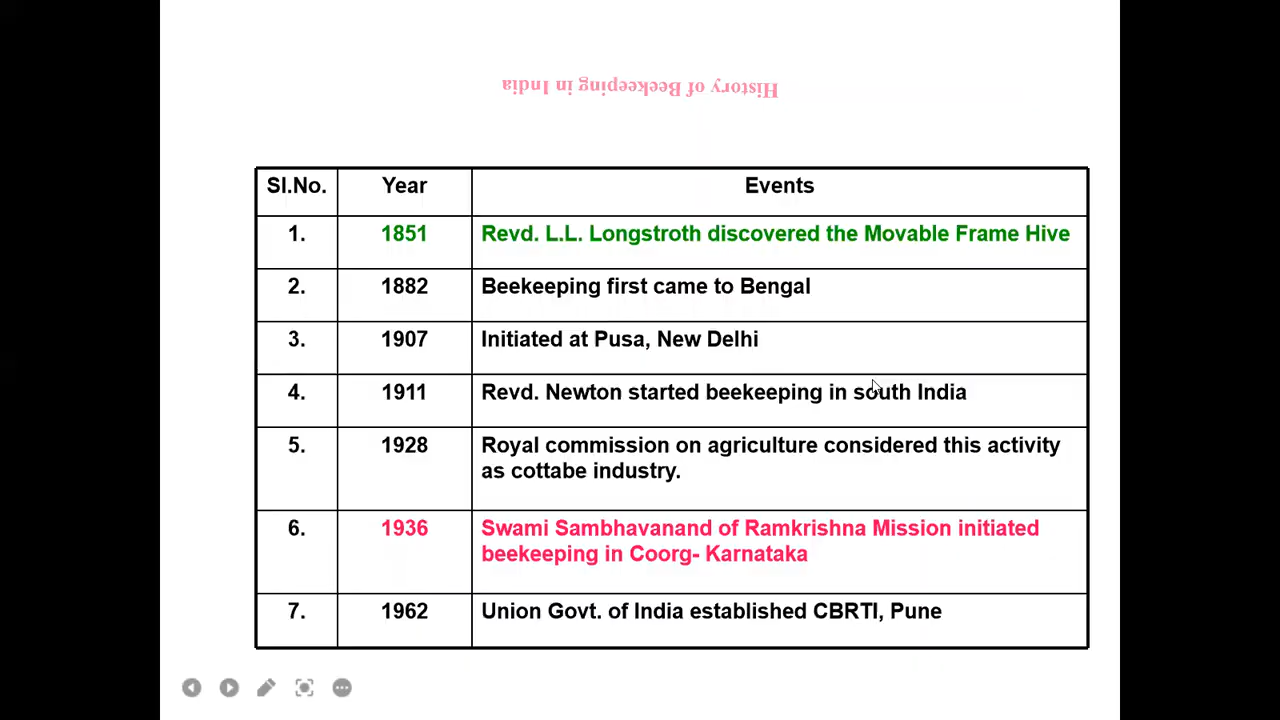 History of Beekeeping in India
Sl.No. Year Events
1. 1851 Revd. L.L. Longstroth discovered the Movable Frame Hive
2. 1882 Beekeeping first came to Bengal
3. 1907 Initiated at Pusa, New Delhi
4. 1911 Revd. Newton started beekeeping in south India
5. 1928 Royal commission on agriculture considered this activity
as cottabe industry.
6. 1936 Swami Sambhavanand of Ramkrishna Mission initiated
beekeeping in Coorg- Karnataka
7. 1962 Union Govt. of India established CBRTI, Pune